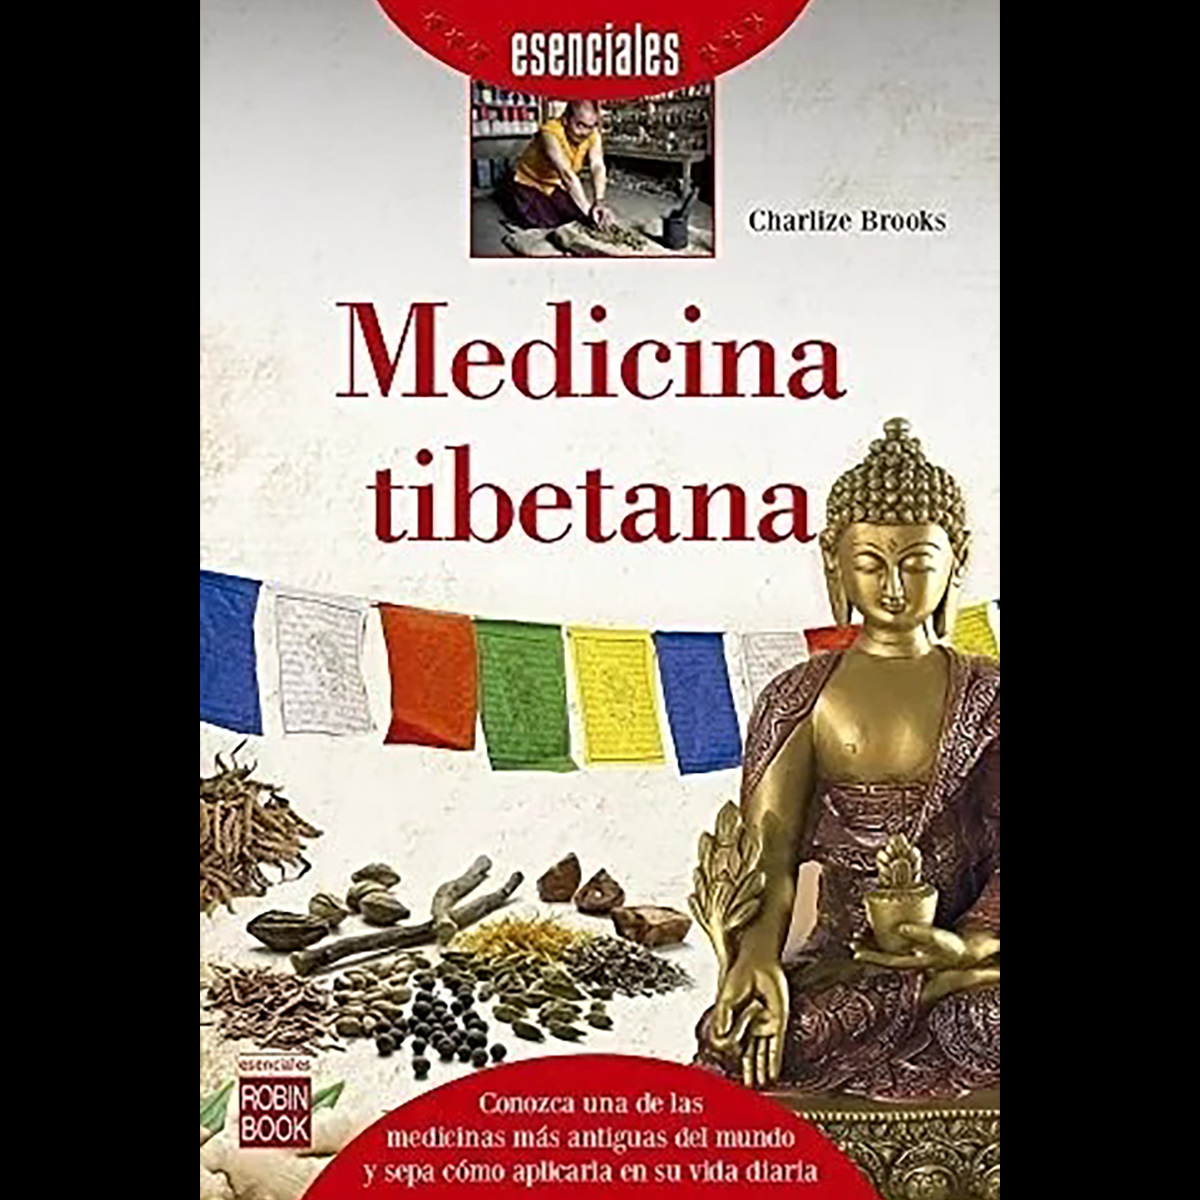 esenciales
Charlize Brooks
Medicina
tibetana
esenciales
ROBIN
BOOK
Conozca una de las
medicinas más antiguas del mundo
y sepa cómo aplicarla en su vida diaria